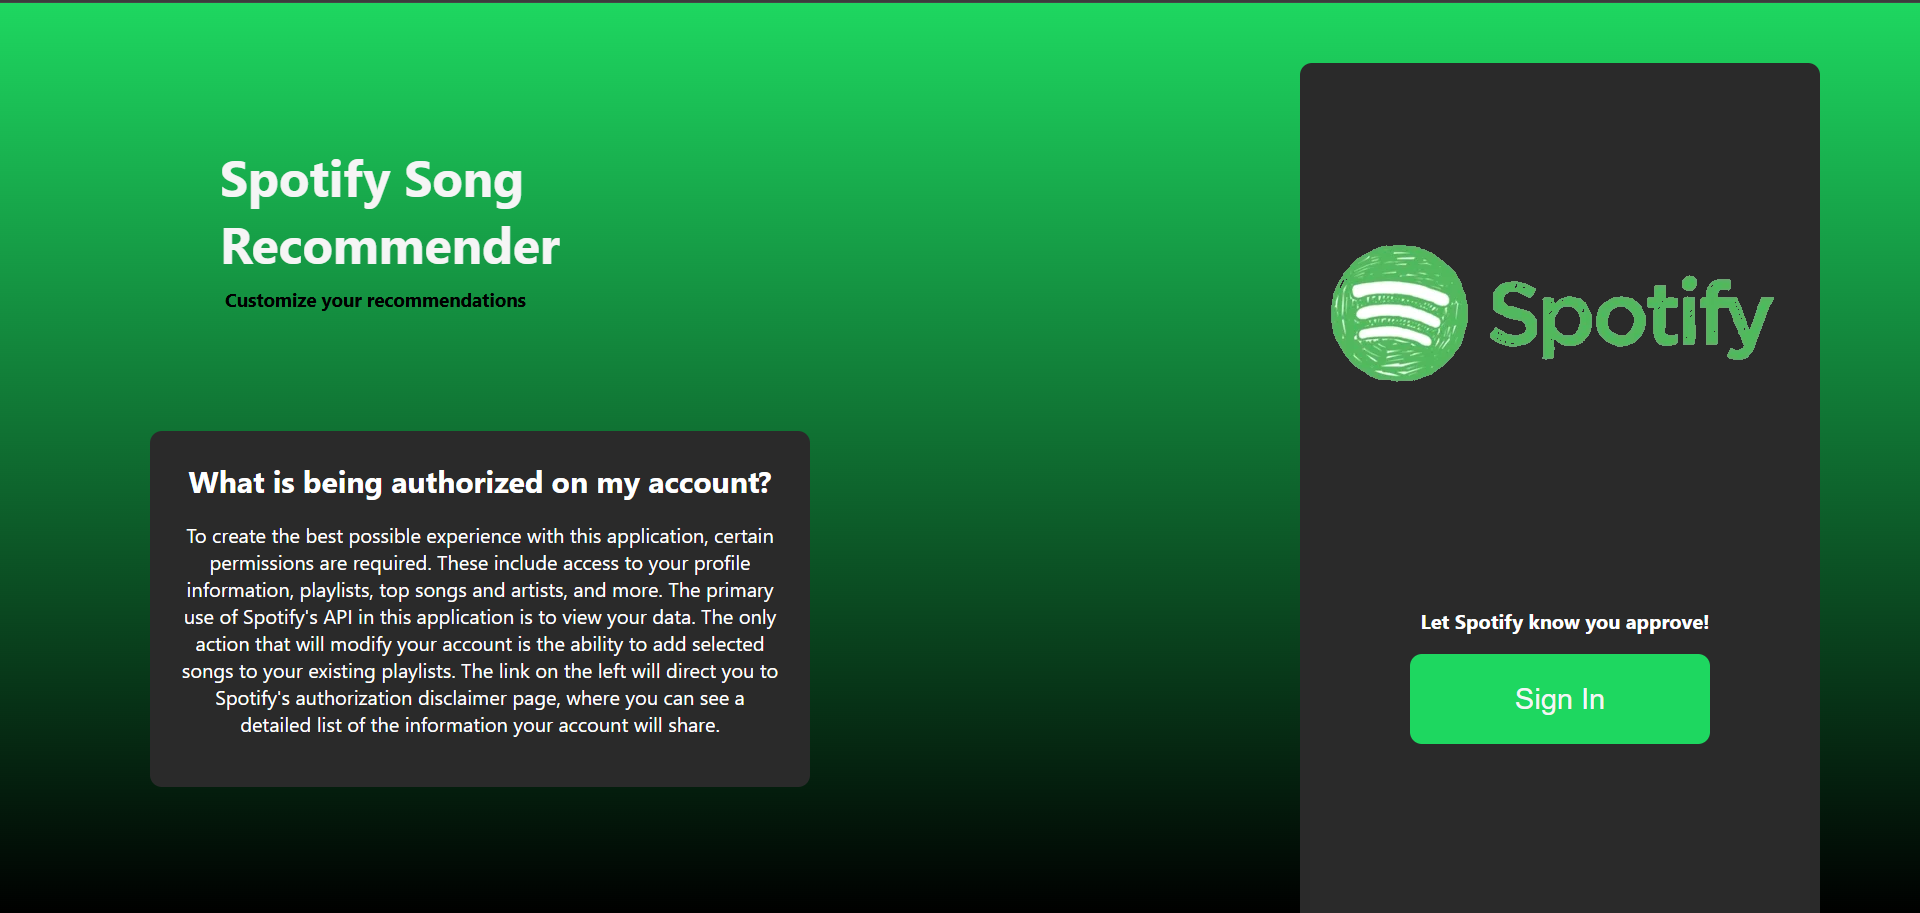 Spotify Song
Recommender
Customize your recommendations
What is being authorized on my account?
To create the best possible experience with this application, certain
permissions are required. These include access to your profile
information, playlists, top songs and artists, and more. The primary
use of Spotify's API in this application is to view your data. The only
action that will modify your account is the ability to add selected
songs to your existing playlists. The link on the left will direct you to
Spotify's authorization disclaimer page, where you can see a
detailed list of the information your account will share.
Spotify
Let Spotify know you approve!
Sign In